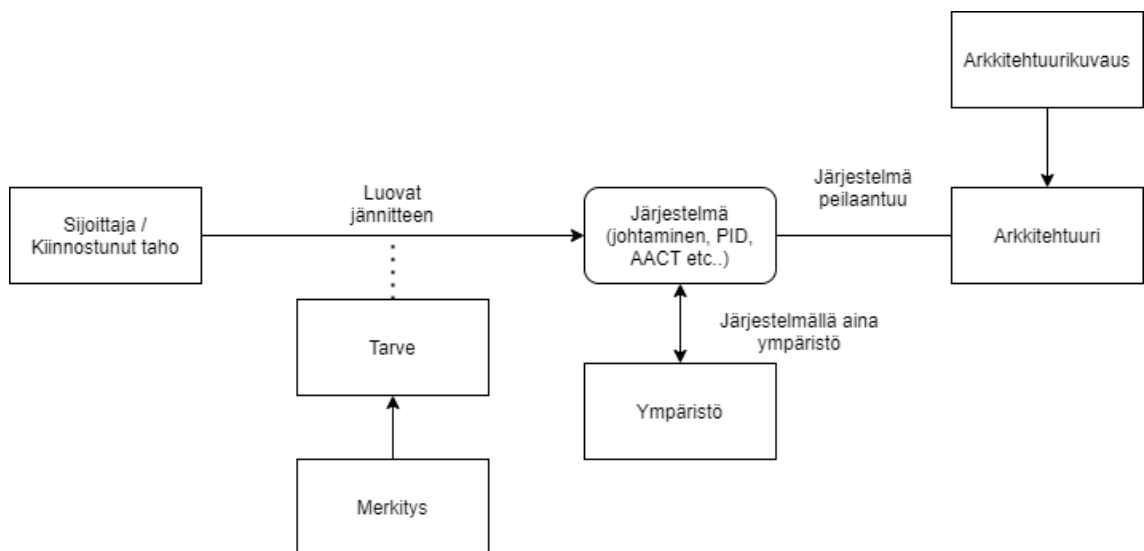 Arkkitehtuurikuvaus
Järjestelmä
peilaantuu
Luovat
jännitteen
Sijoittaja /
Kiinnostunut taho
Järjestelmä
(johtaminen, PID,
AACT etc..)
Arkkitehtuuri
Järjestelmällä aina
ympäristö
Tarve
Ympäristö
Merkitys